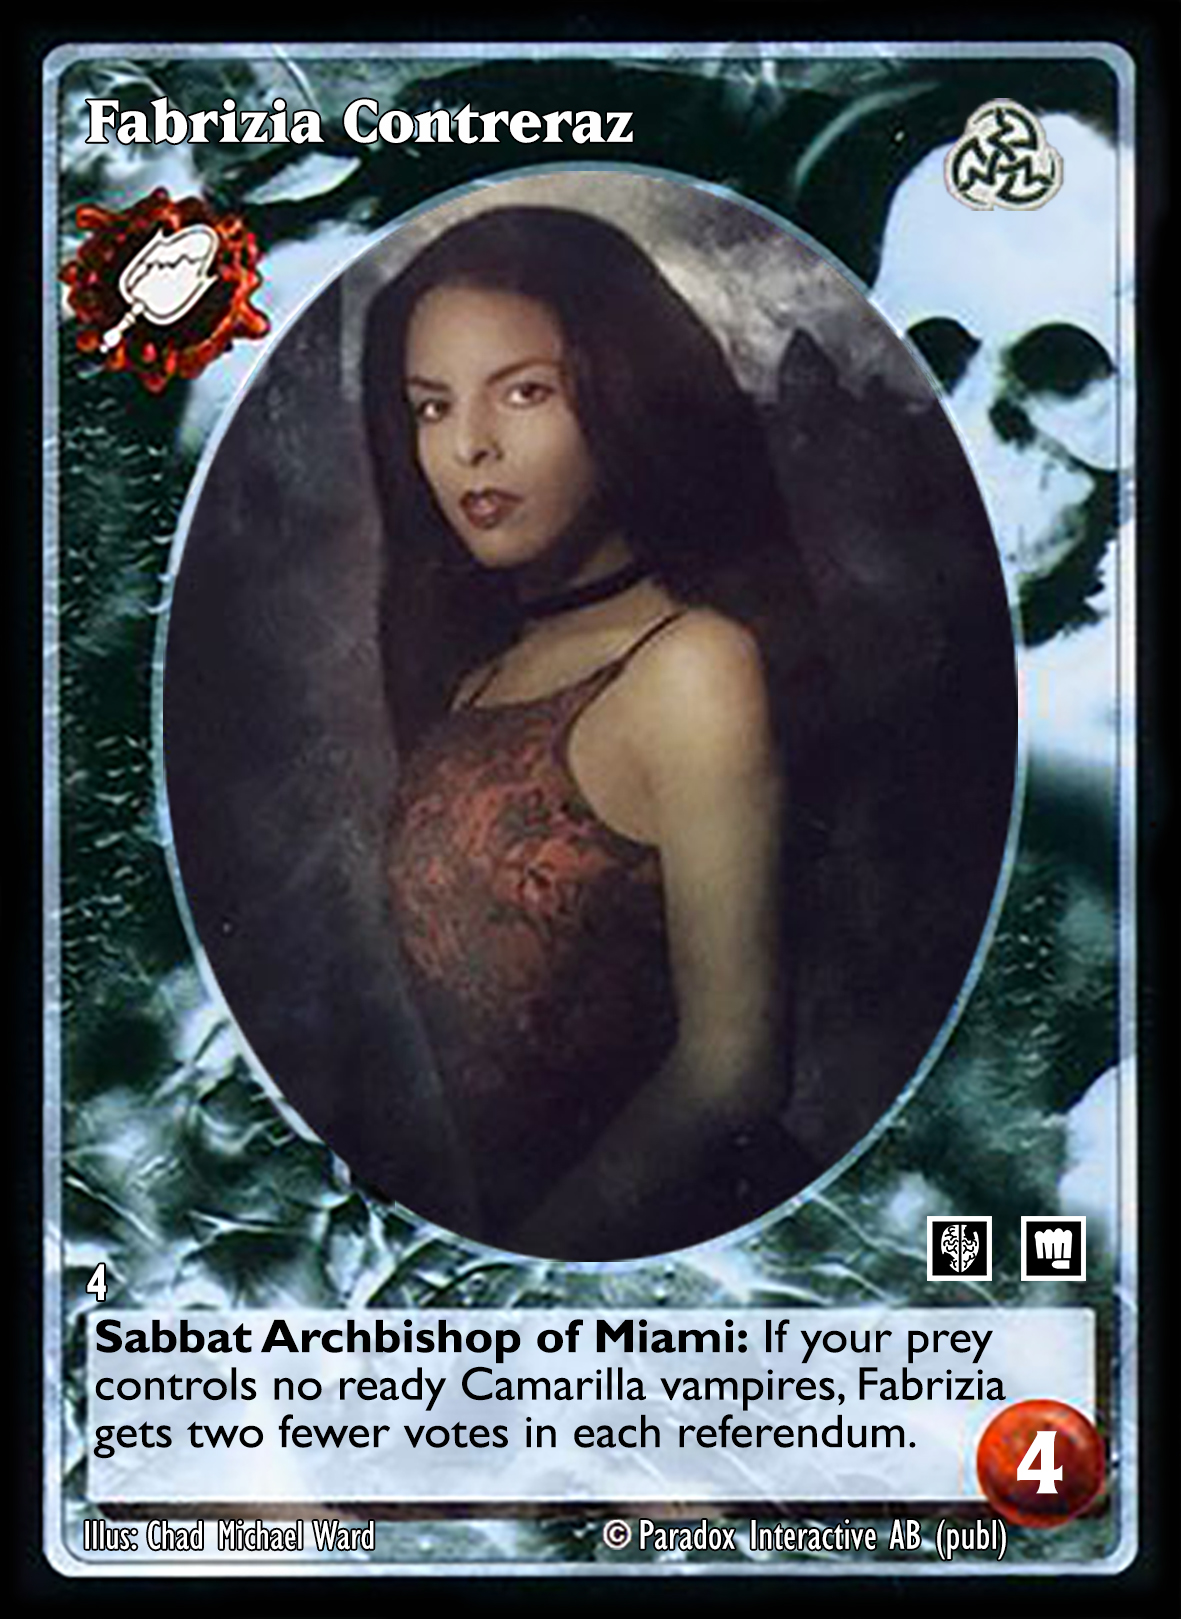 Fabrizia Contreraz
4
Sabbat Archbishop of Miami: If your prey
controls no ready Camarilla vampires, Fabrizia
gets two fewer votes in each referendum.
4
Illus: Chad Michael Ward
© Paradox Interactive AB (publ)